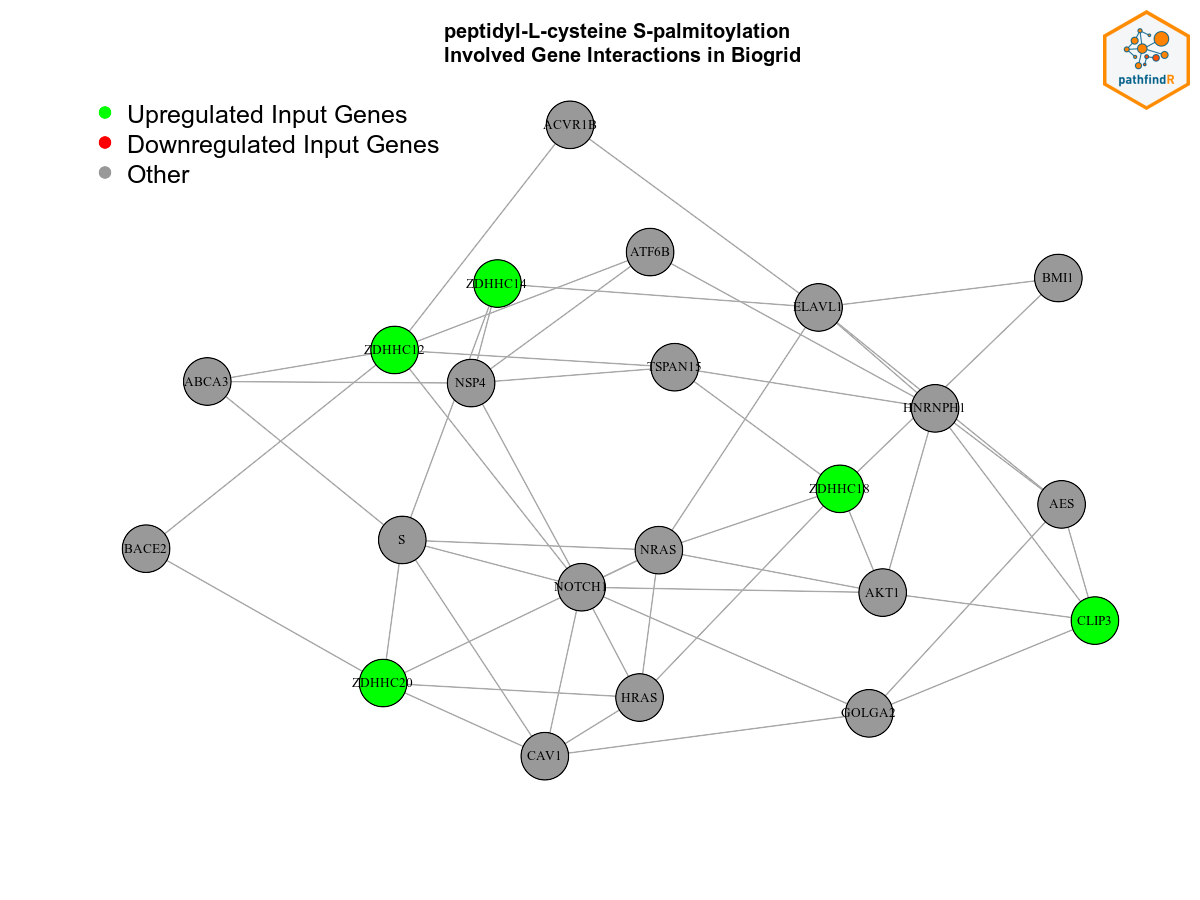 peptidyl-L-cysteine S-palmitoylation
Involved Gene Interactions in Biogrid
pathfindR
Upregulated Input Genes
Downregulated Input Genes
Other
ACVR1B
ATF6B
BMI1
ZDHHC14
ELAVL1
ZDHHC12
TSPAN15
ABCA3
NSP4
HNRNPH1
ZDHHC18
AES
S
BACE2
NRAS
NOTCH1
AKT1
CLIP3
ZDHHC20
HRAS
GOLGA2
CAV1